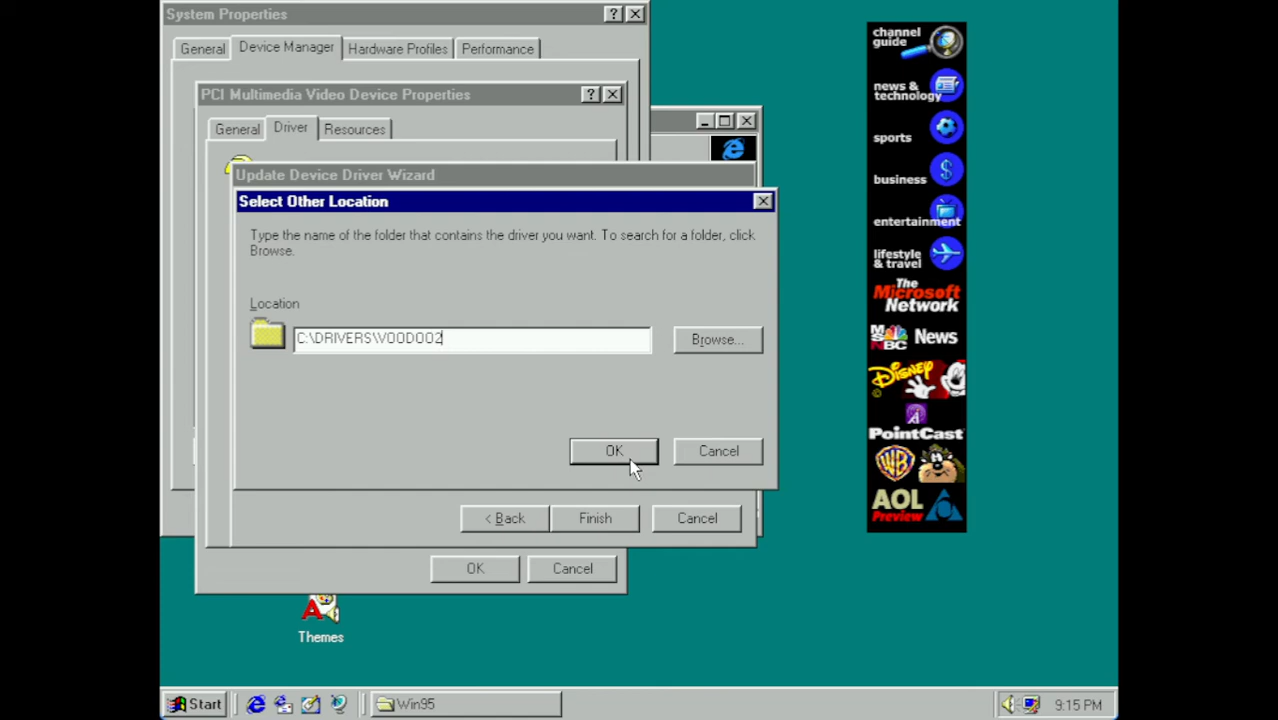 System Properties
General
Device Manager
Hardware Profiles
Performance
PCI Multimedia Video Device Properties
General
Driver
Resources
Update Device Driver Wizard
Select Other Location
Type the name of the folder that contains the driver you want. To search for a folder, click
Browse.
Location
C:\DRIVERS\VOODOO2
Browse...
OK
Cancel
< Back
Finish
Cancel
OK
Cancel
Themes
channel
guide
news &
technology
sports
business
entertainment
lifestyle
& travel
The
Microsoft
Network
MSNBC News
Disney
©
PointCast
WB
AOL
Preview
Start
Win95
9:15 PM